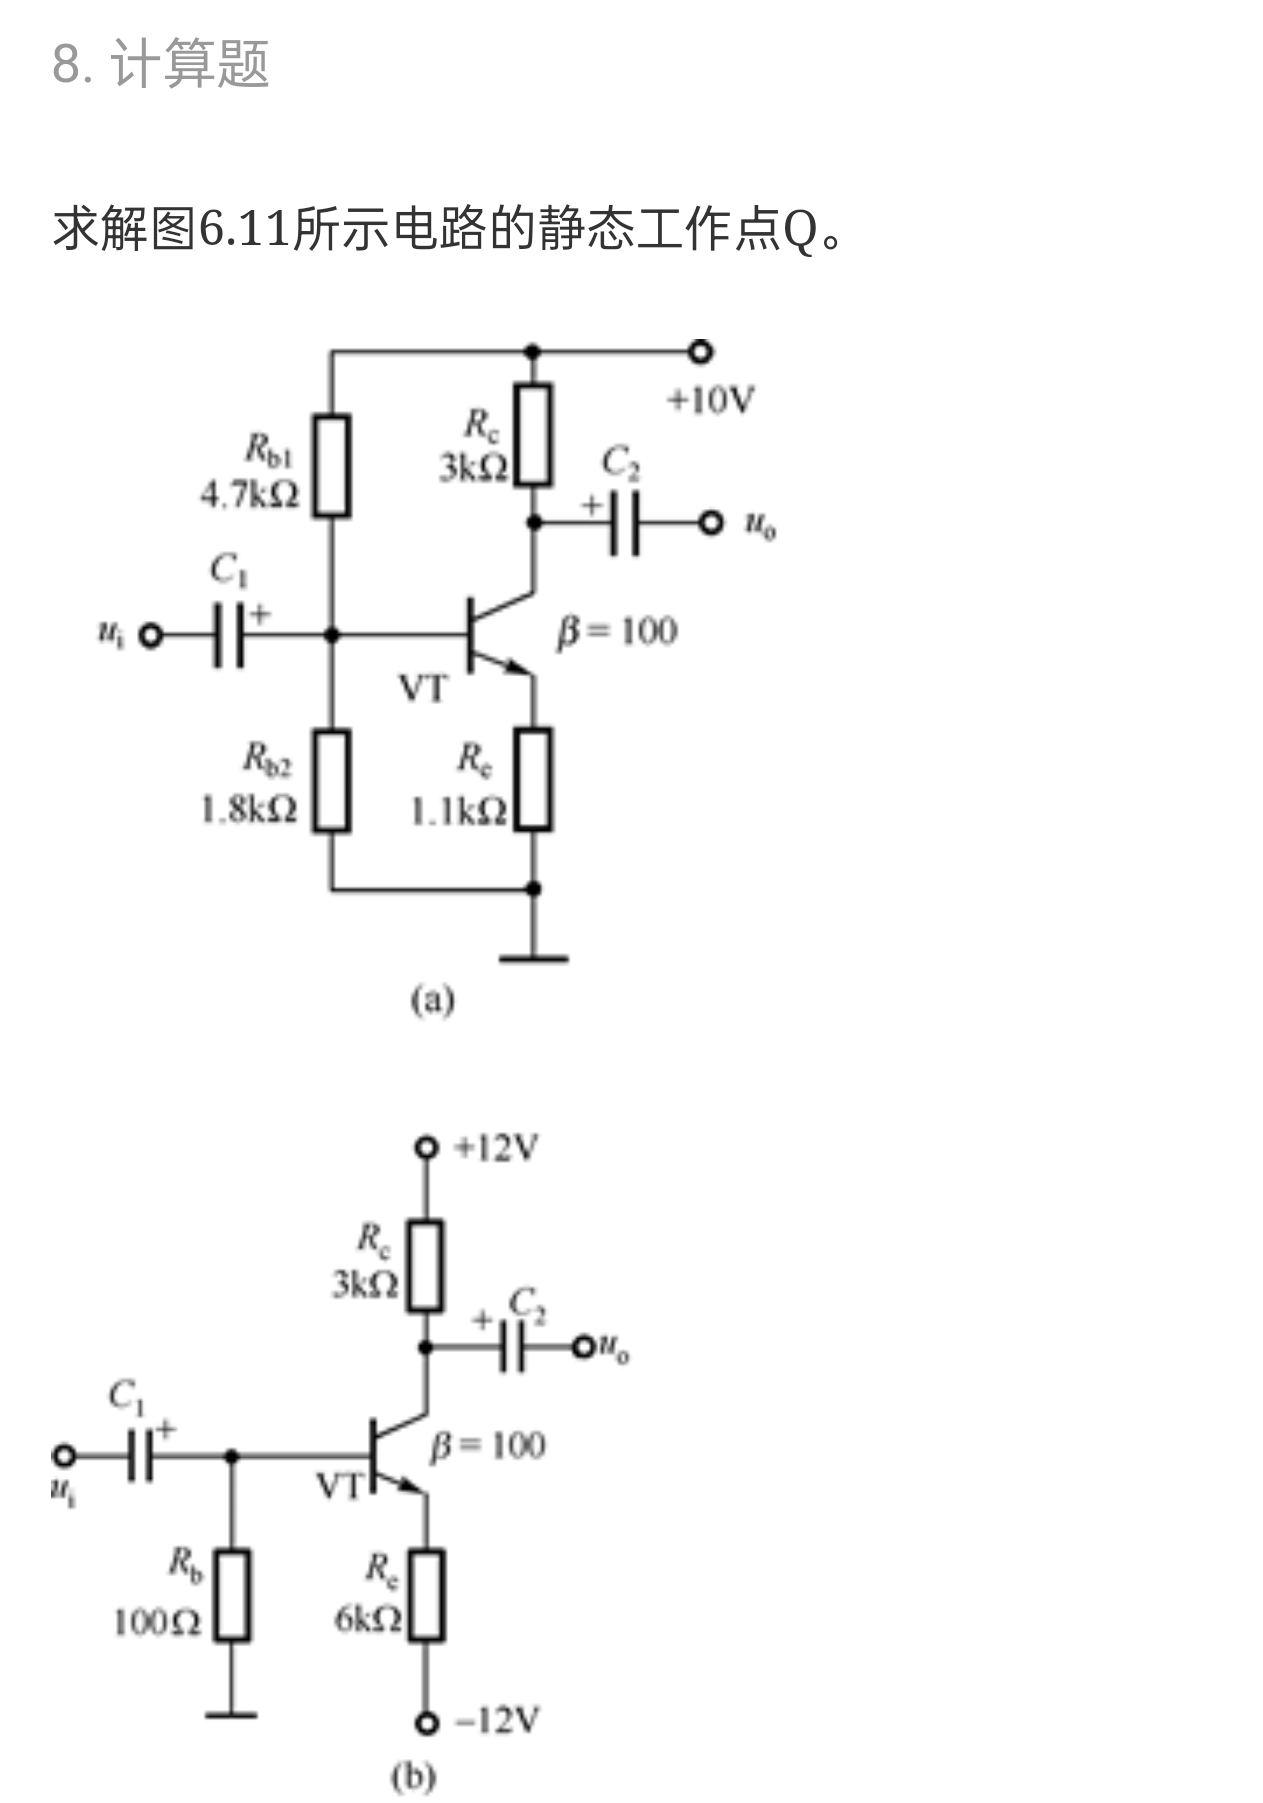 8. 计算题
求解图6.11所示电路的静态工作点Q。
+10V
Rc
3kΩ
C2
Rb1
4.7kΩ
+
uo
C1
+
ui
β = 100
VT
Rb2
1.8kΩ
Re
1.1kΩ
(a)
+12V
Rc
3kΩ
C2
+
uo
C1
+
β = 100
VT
ui
Rb
100Ω
Re
6kΩ
−12V
(b)